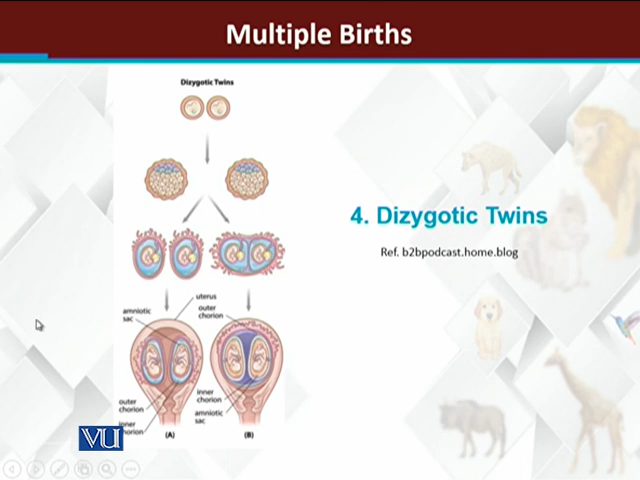 Multiple Births
Dizygotic Twins
4. Dizygotic Twins
Ref. b2bpodcast.home.blog
uterus
amniotic
sac
outer
chorion
outer
chorion
inner
chorion
inner
chorion
amniotic
sac
(A)
(B)
VU